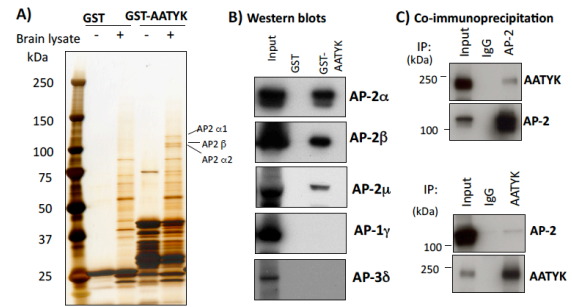 A)
GST
GST-AATYK
Brain lysate - + - +
kDa
250
150
100
75
50
37
25
AP2 α1
AP2 β
AP2 α2
B) Western blots
Input
GST
GST-
AATYK
AP-2α
AP-2β
AP-2μ
AP-1γ
AP-3δ
C) Co-immunoprecipitation
IP:
(kDa)
Input
IgG
AP-2
250
AATYK
100
AP-2
IP:
(kDa)
Input
IgG
AATYK
100
AP-2
250
AATYK